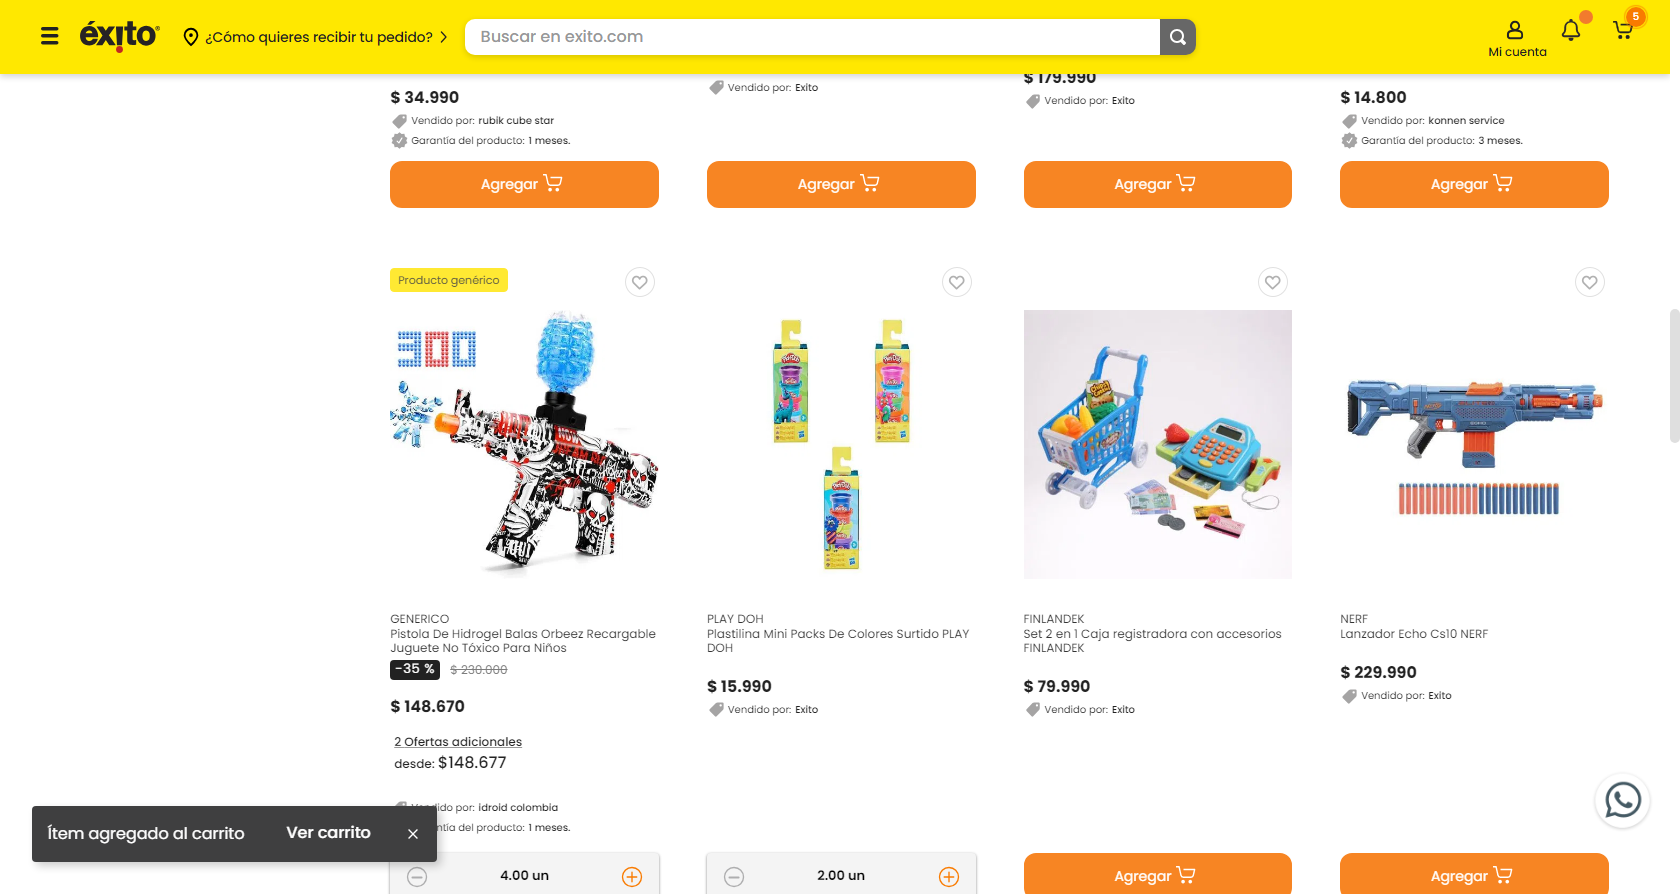 éxito
¿Cómo quieres recibir tu pedido?
Buscar en exito.com
Mi cuenta
5
$ 34.990
Vendido por: rubik cube star
Garantía del producto: 1 meses.
Agregar
Vendido por: Exito
Agregar
$ 179.990
Vendido por: Exito
Agregar
$ 14.800
Vendido por: konnen service
Garantía del producto: 3 meses.
Agregar
Producto genérico
300
GENERICO
Pistola De Hidrogel Balas Orbeez Recargable
Juguete No Tóxico Para Niños
-35 %
$ 230.000
$ 148.670
2 Ofertas adicionales
desde: $148.677
Vendido por: idroid colombia
ntía del producto: 1 meses.
4.00 un
PLAY DOH
Plastilina Mini Packs De Colores Surtido PLAY
DOH
$ 15.990
Vendido por: Exito
2.00 un
FINLANDEK
Set 2 en 1 Caja registradora con accesorios
FINLANDEK
$ 79.990
Vendido por: Exito
Agregar
NERF
Lanzador Echo Cs10 NERF
$ 229.990
Vendido por: Exito
Agregar
Ítem agregado al carrito
Ver carrito